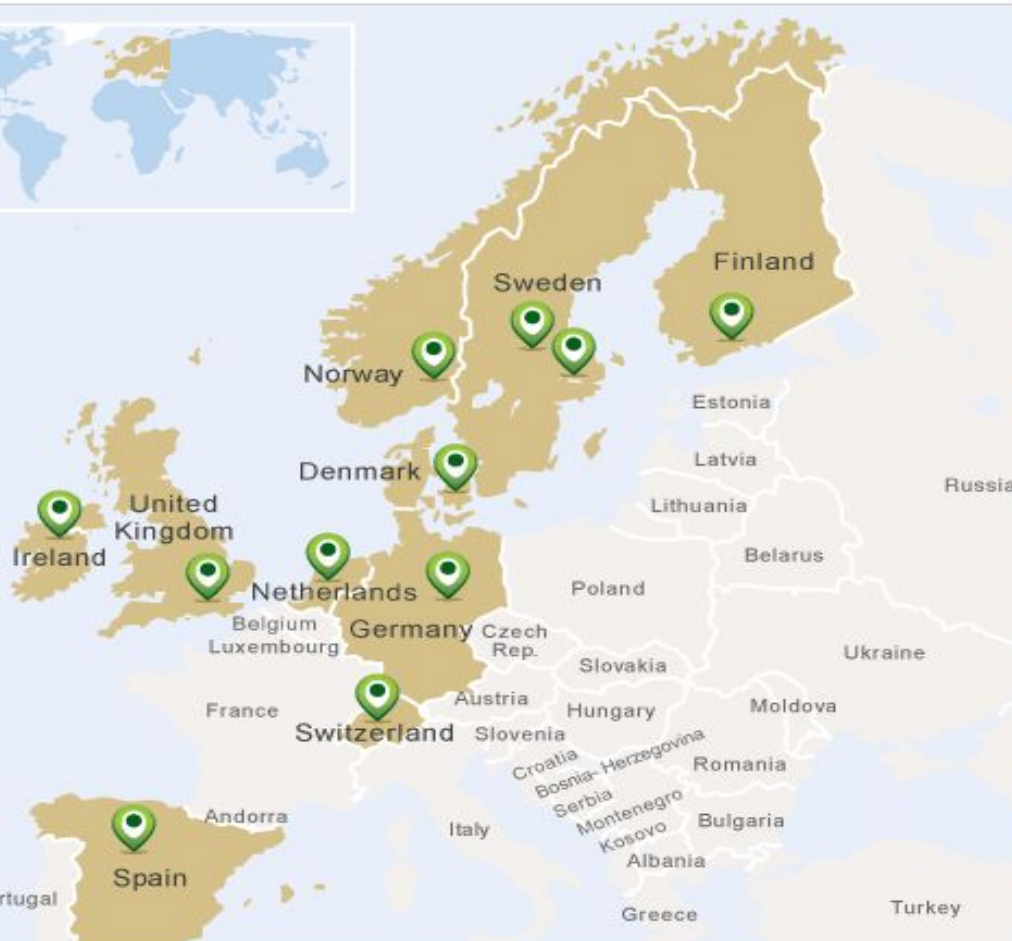 Finland
Sweden
Norway
Estonia
Latvia
Denmark
Russia
United
Kingdom
Lithuania
Ireland
Belarus
Netherlands
Poland
Belgium
Germany
Czech
Rep.
Luxembourg
Slovakia
Ukraine
Austria
France
Hungary
Moldova
Switzerland
Slovenia
Croatia
Bosnia- Herzegovina
Romania
Serbia
Montenegro
Andorra
Kosovo
Bulgaria
Italy
Albania
Spain
rtugal
Greece
Turkey